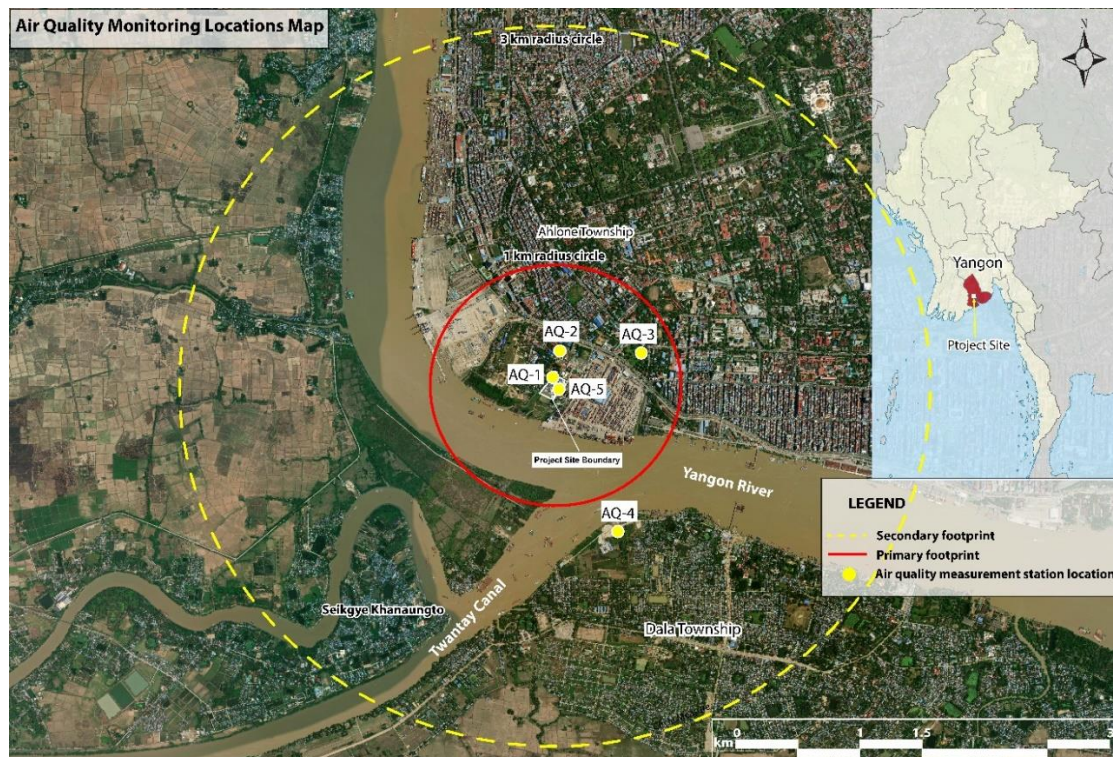 Air Quality Monitoring Locations Map
3 km radius circle
N
Ahlone Township
1 km radius circle
AQ-2
AQ-3
AQ-1
AQ-5
Project Site Boundary
Yangon River
AQ-4
Seikgye Khanaungto
Twantay Canal
Dala Township
Yangon
Ptoject Site
LEGEND
Secondary footprint
Primary footprint
Air quality measurement station location
0 1.5 3
km